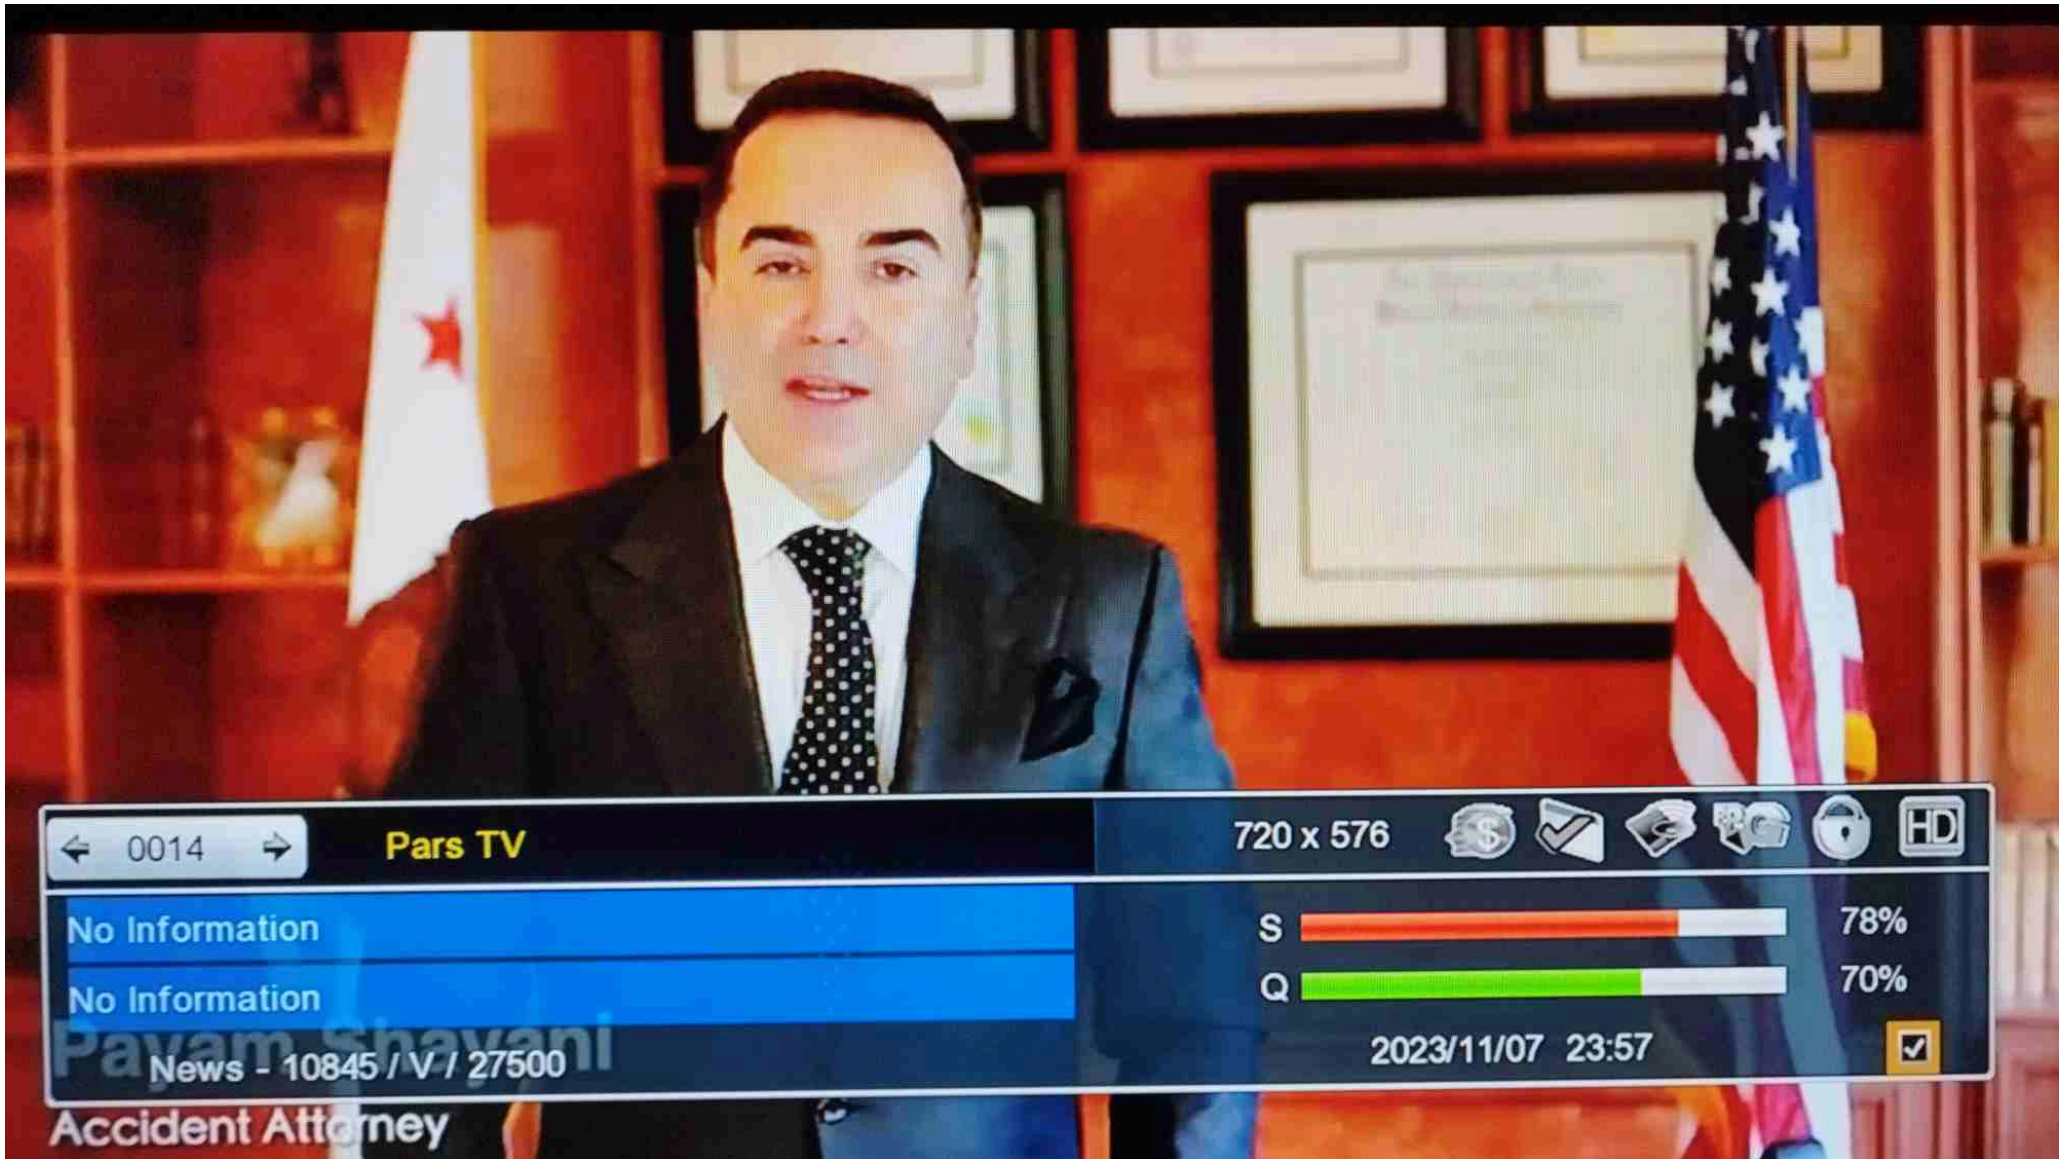 0014
Pars TV
720 x 576
HD
No Information
S 78%
No Information
Q 70%
Payam Shayani
News - 10845 / V / 27500
2023/11/07 23:57
Accident Attorney